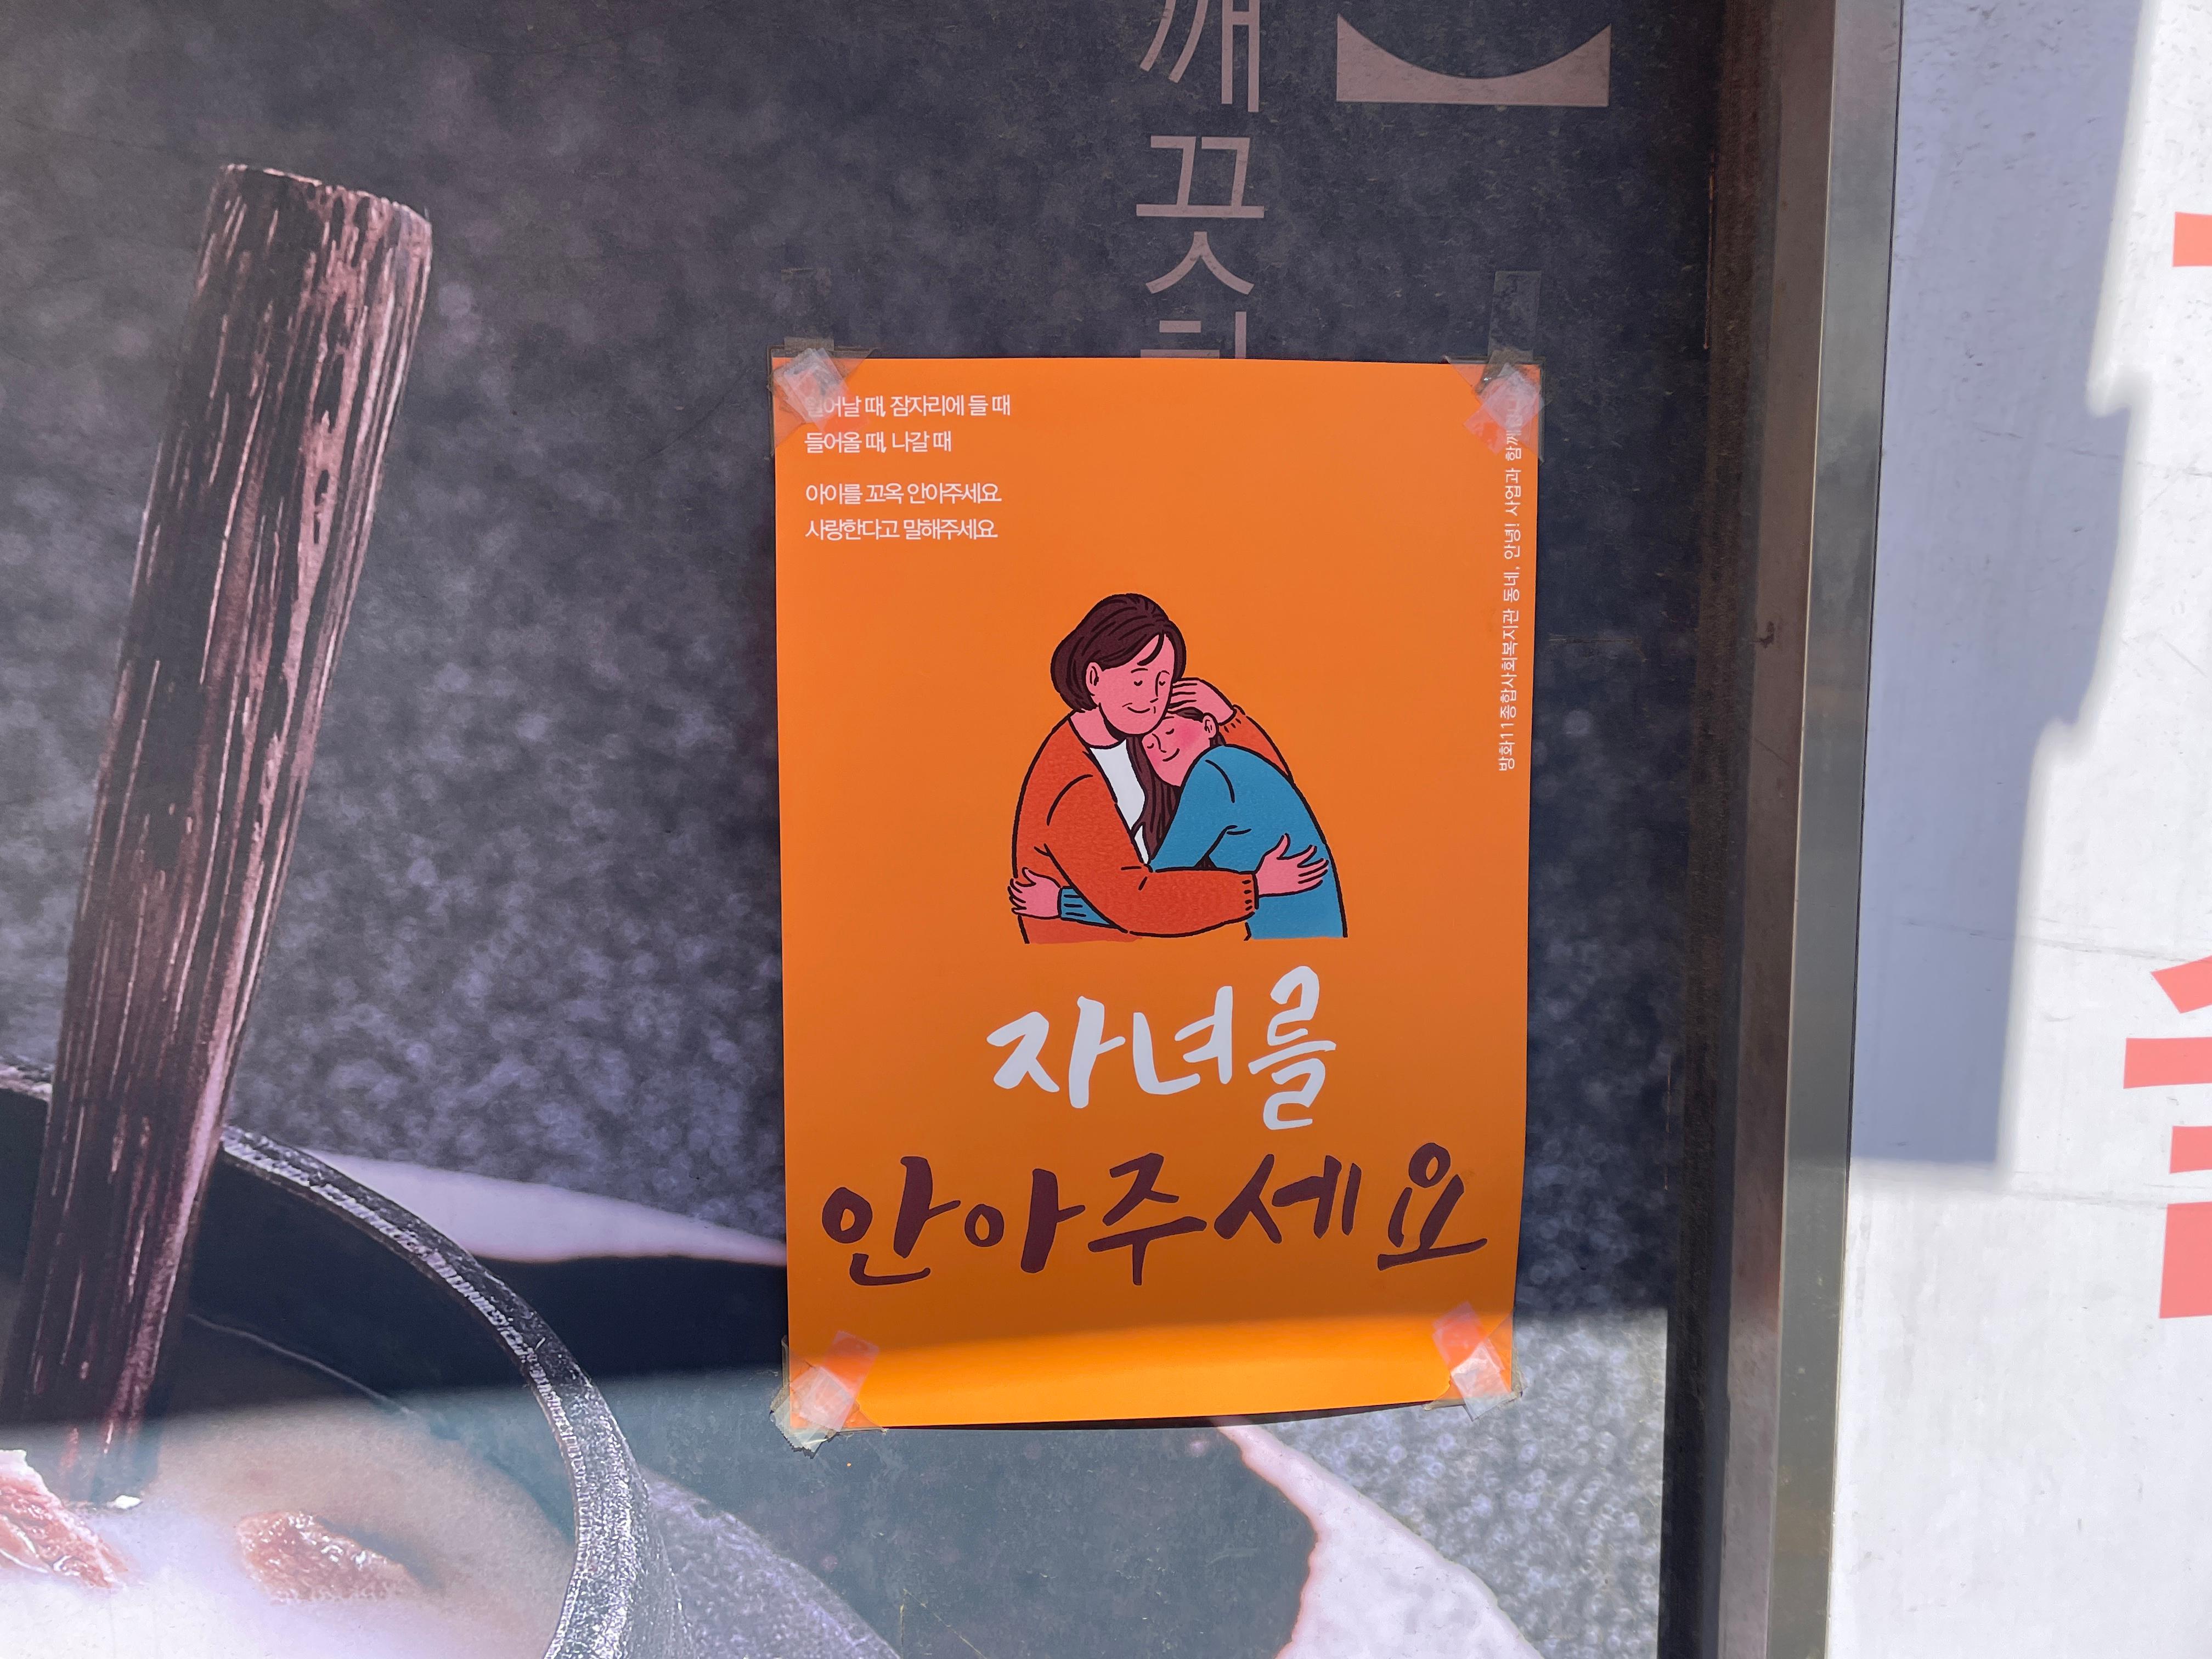 깨
끗
일어날 때, 잠자리에 들 때
들어올 때, 나갈 때
아이를 꼬옥 안아주세요
사랑한다고 말해주세요
방화11종합사회복지관 동네, 안녕! 사업과 함께
자녀를
안아주세요